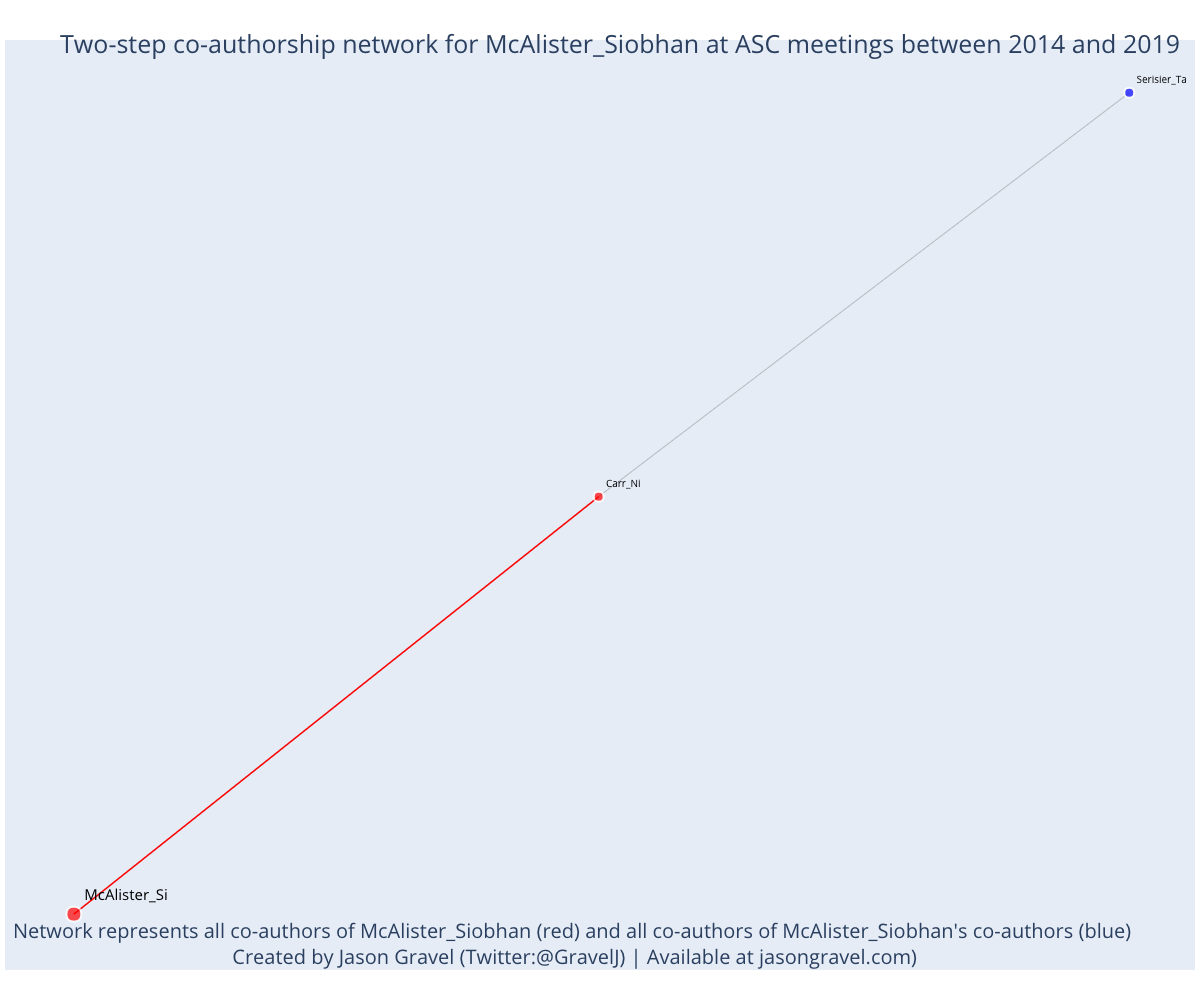 Two-step co-authorship network for McAlister_Siobhan at ASC meetings between 2014 and 2019
Serisier_Ta
Carr_Ni
McAlister_Si
Network represents all co-authors of McAlister_Siobhan (red) and all co-authors of McAlister_Siobhan's co-authors (blue)
Created by Jason Gravel (Twitter:@GravelJ) | Available at jasongravel.com)